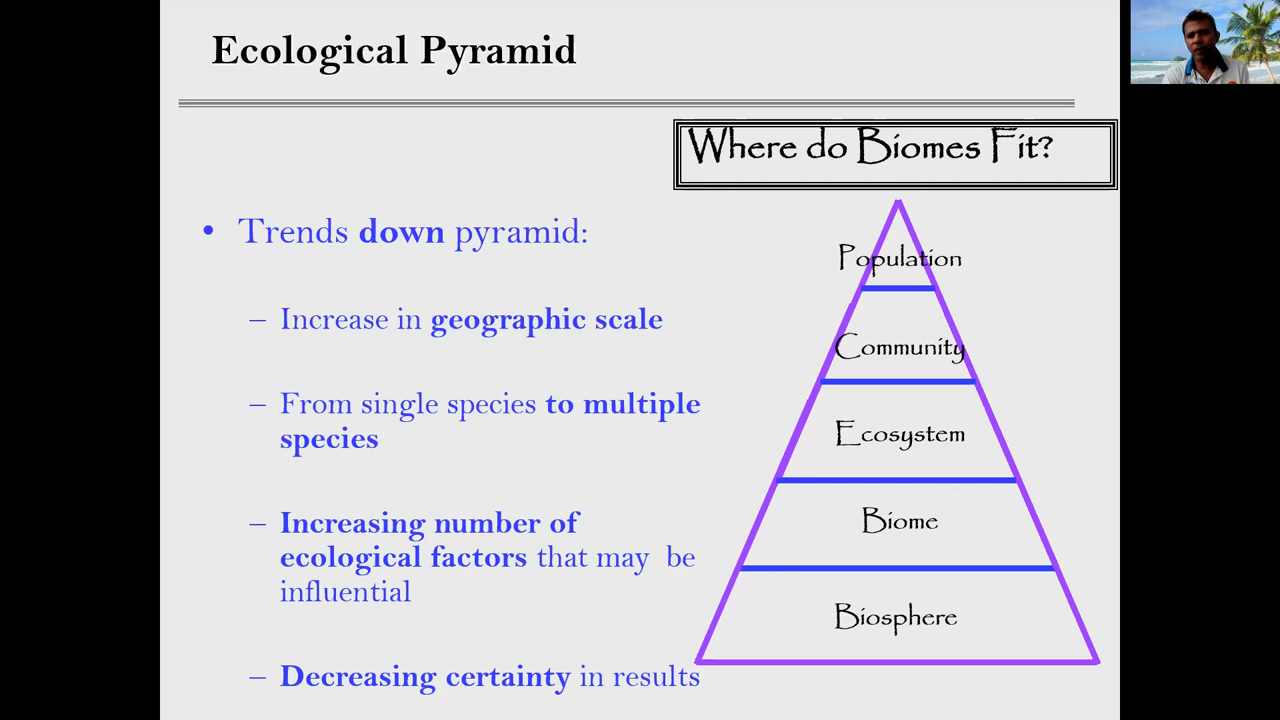 Ecological Pyramid
Where do Biomes Fit?
• Trends down pyramid:
– Increase in geographic scale
– From single species to multiple
species
– Increasing number of
ecological factors that may be
influential
– Decreasing certainty in results
Population
Community
Ecosystem
Biome
Biosphere